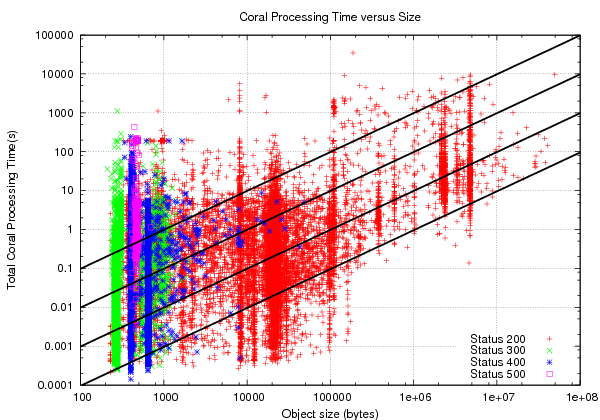 Coral Processing Time versus Size
Total Coral Processing Time(s)
100000
10000
1000
100
10
1
0.1
0.01
0.001
0.0001
Status 200
Status 300
Status 400
Status 500
100
1000
10000
100000
1e+06
1e+07
1e+08
Object size (bytes)